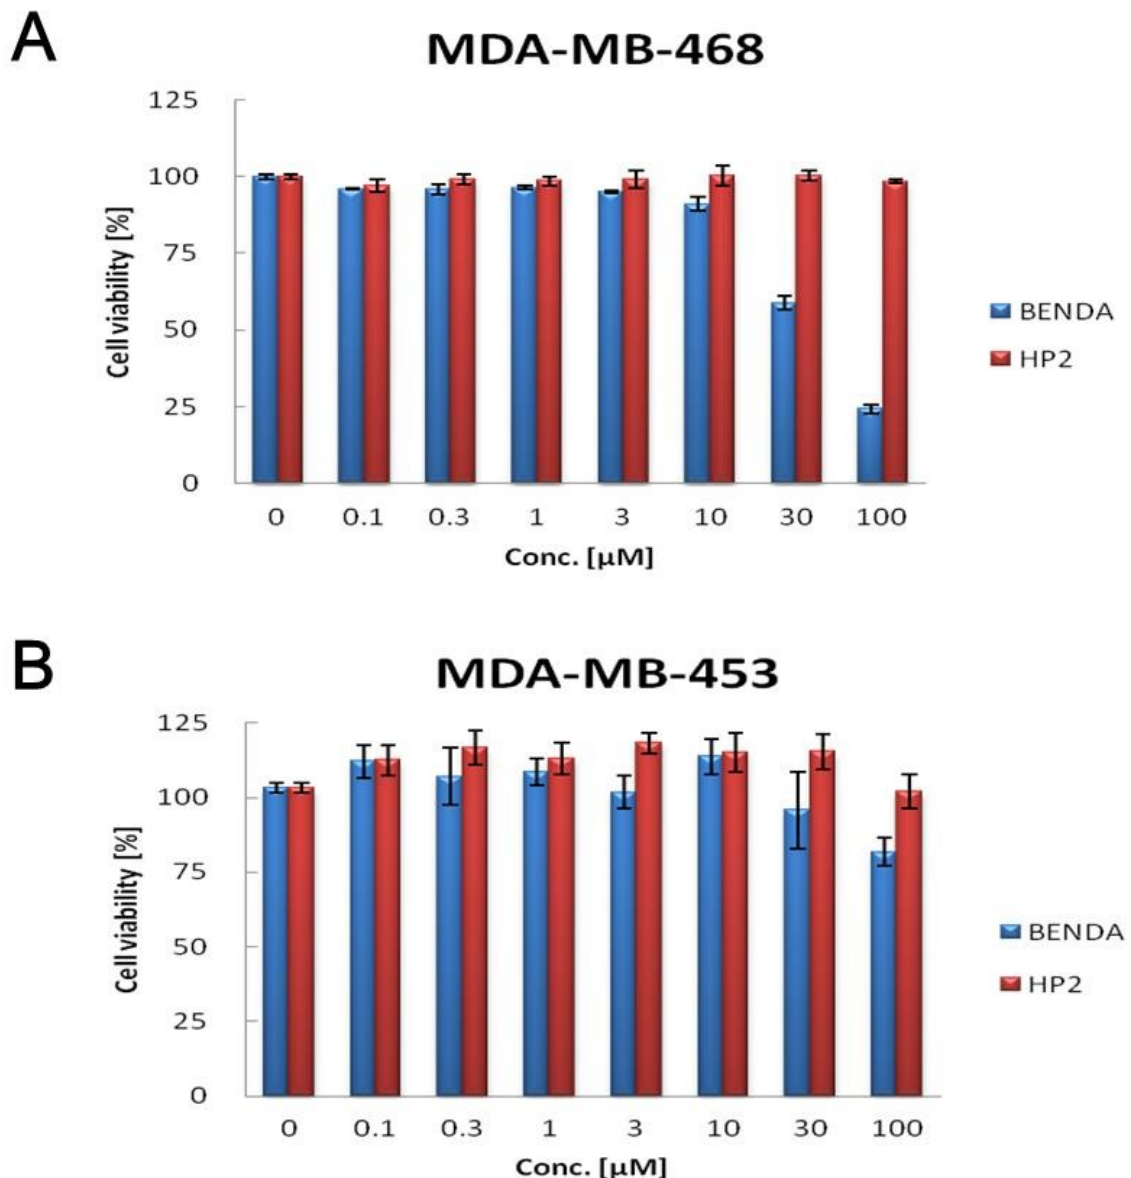 A
MDA-MB-468
125
100
75
50
25
0
Cell viability [%]
0 0.1 0.3 1 3 10 30 100
Conc. [µM]
BENDA
HP2
B
MDA-MB-453
125
100
75
50
25
0
Cell viability [%]
0 0.1 0.3 1 3 10 30 100
Conc. [µM]
BENDA
HP2